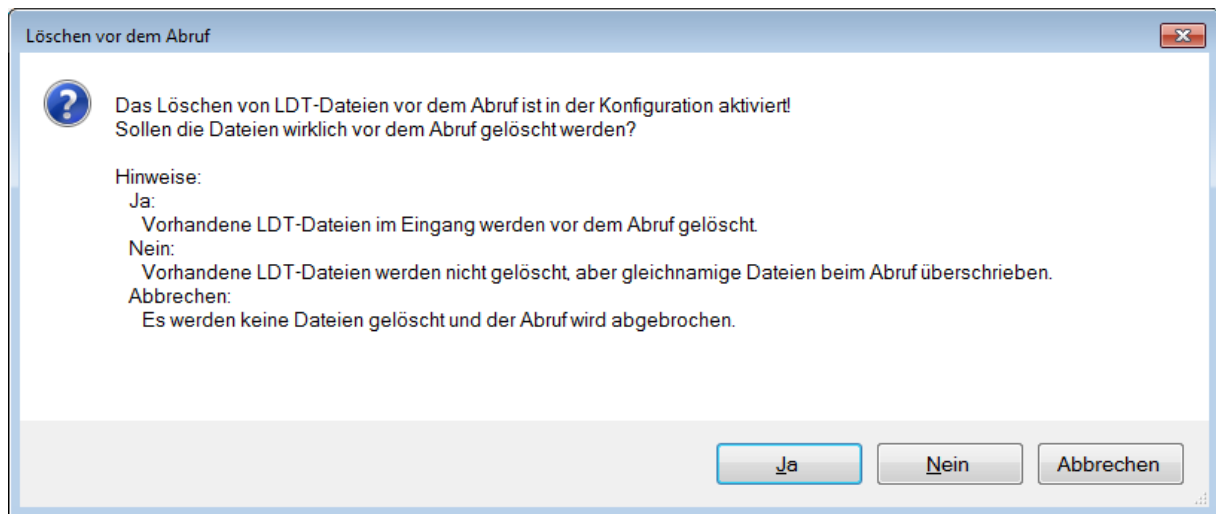 Löschen vor dem Abruf
Das Löschen von LDT-Dateien vor dem Abruf ist in der Konfiguration aktiviert!
Sollen die Dateien wirklich vor dem Abruf gelöscht werden?
Hinweise:
Ja:
Vorhandene LDT-Dateien im Eingang werden vor dem Abruf gelöscht.
Nein:
Vorhandene LDT-Dateien werden nicht gelöscht, aber gleichnamige Dateien beim Abruf überschrieben.
Abbrechen:
Es werden keine Dateien gelöscht und der Abruf wird abgebrochen.
Ja Nein Abbrechen